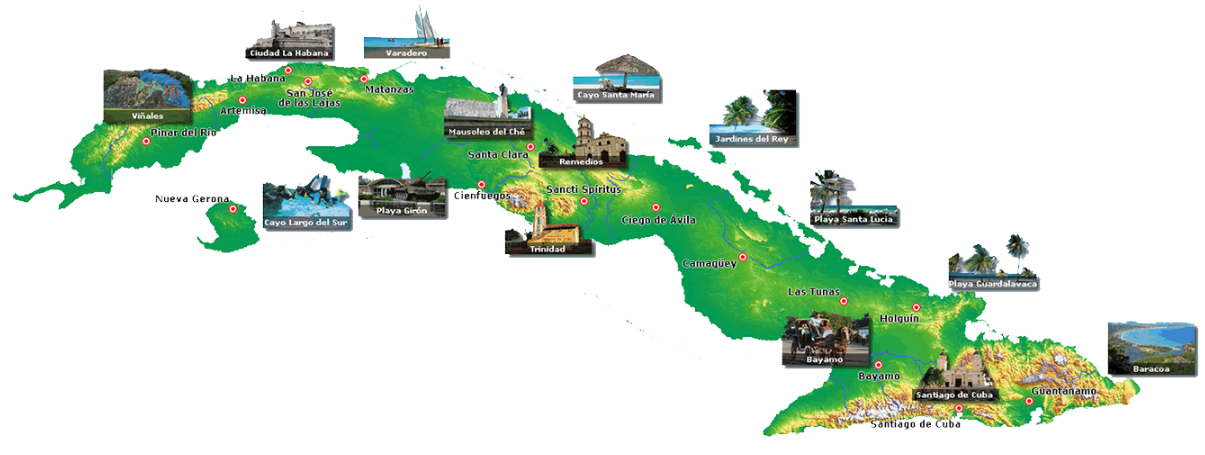 Ciudad La Habana
Varadero
La Habana
San José
de las Lajas
Matanzas
Cayo Santa María
Viñales
Artemisa
Pinar del Río
Mausoleo del Ché
Jardines del Rey
Santa Clara
Remedios
Nueva Gerona
Cayo Largo del Sur
Playa Girón
Cienfuegos
Sancti Spíritus
Playa Santa Lucia
Ciego de Ávila
Trinidad
Camagüey
Playa Guardalavaca
Las Tunas
Holguín
Bayamo
Baracoa
Bayamo
Santiago de Cuba
Guantánamo
Santiago de Cuba